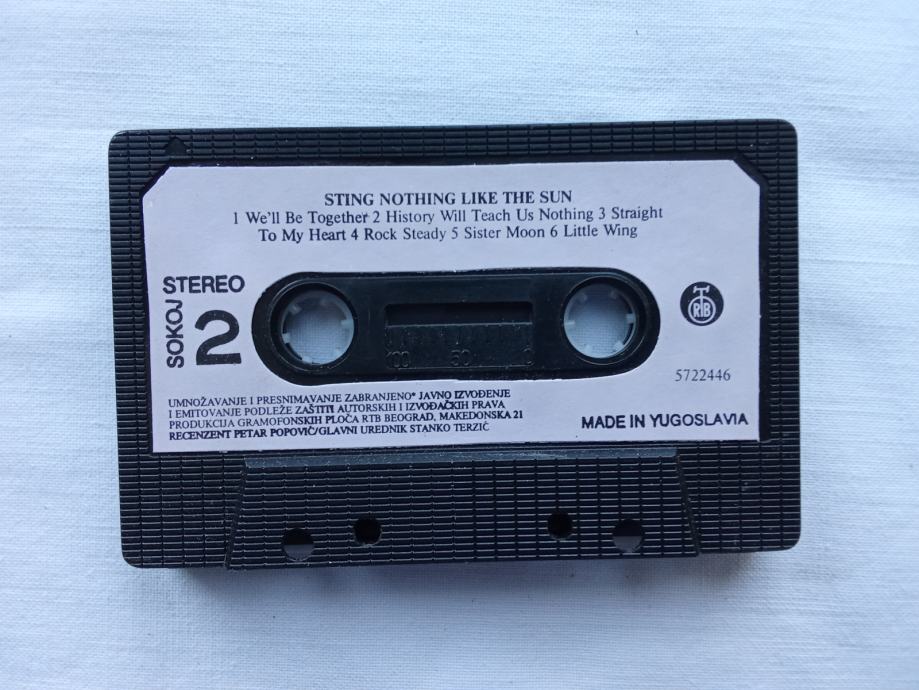 STING NOTHING LIKE THE SUN
1 We'll Be Together 2 History Will Teach Us Nothing 3 Straight
To My Heart 4 Rock Steady 5 Sister Moon 6 Little Wing
STEREO
SOKOJ
2
RTB
100 50 0
5722446
UMNOŽAVANJE I PRESNIMAVANJE ZABRANJENO* JAVNO IZVOĐENJE
I EMITOVANJE PODLEŽE ZAŠTITI AUTORSKIH I IZVOĐAČKIH PRAVA
PRODUKCIJA GRAMOFONSKIH PLOČA RTB BEOGRAD, MAKEDONSKA 21
RECENZENT PETAR POPOVIĆ/GLAVNI UREDNIK STANKO TERZIĆ
MADE IN YUGOSLAVIA